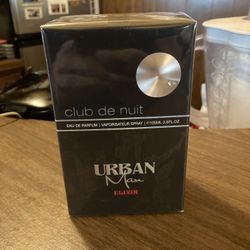 club de nuit
EAU DE PARFUM | VAPORISATEUR SPRAY | ℮105ML 3.6FL.OZ
URBAN
Man
ELIXIR